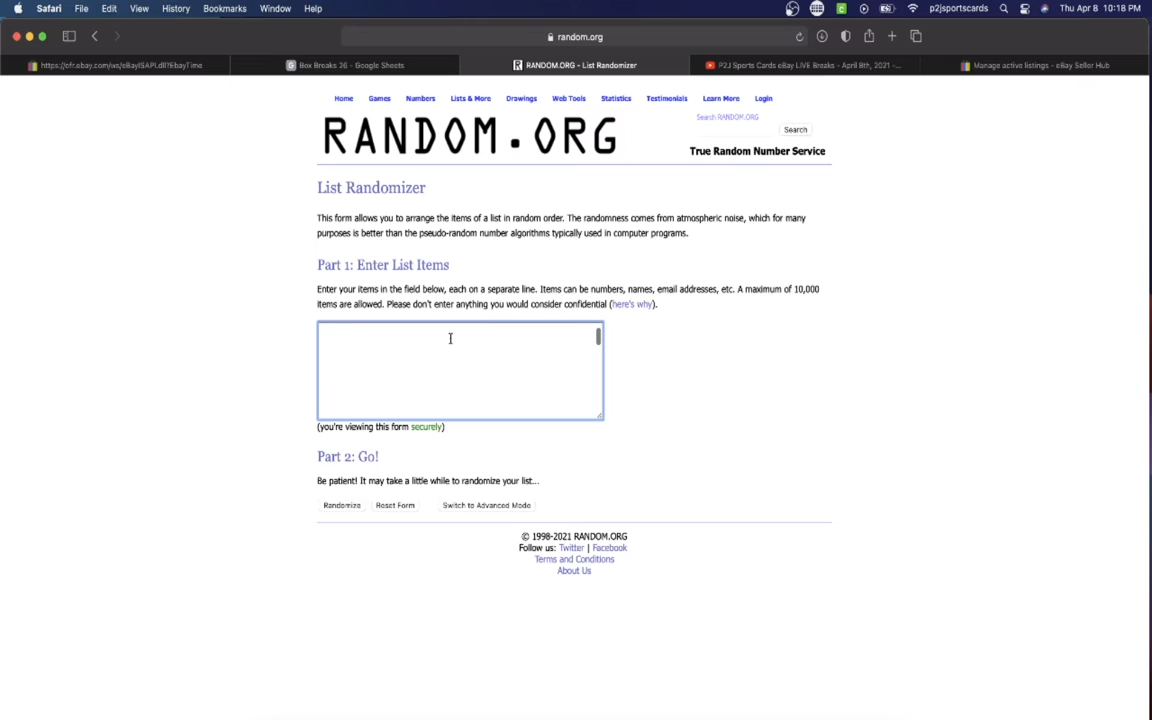 Safari File Edit View History Bookmarks Window Help p2jsportscards Thu Apr 8 10:18 PM
random.org
https://ofr.ebay.com/ws/eBayISAPI.dll?EbayTime Box Breaks 26 - Google Sheets RANDOM.ORG - List Randomizer P2J Sports Cards eBay LIVE Breaks - April 8th, 2021 -... Manage active listings - eBay Seller Hub
Home Games Numbers Lists & More Drawings Web Tools Statistics Testimonials Learn More Login
Search RANDOM.ORG
RANDOM.ORG
Search
True Random Number Service
List Randomizer
This form allows you to arrange the items of a list in random order. The randomness comes from atmospheric noise, which for many
purposes is better than the pseudo-random number algorithms typically used in computer programs.
Part 1: Enter List Items
Enter your items in the field below, each on a separate line. Items can be numbers, names, email addresses, etc. A maximum of 10,000
items are allowed. Please don't enter anything you would consider confidential (here's why).
(you're viewing this form securely)
Part 2: Go!
Be patient! It may take a little while to randomize your list...
Randomize Reset Form Switch to Advanced Mode
© 1998-2021 RANDOM.ORG
Follow us: Twitter | Facebook
Terms and Conditions
About Us